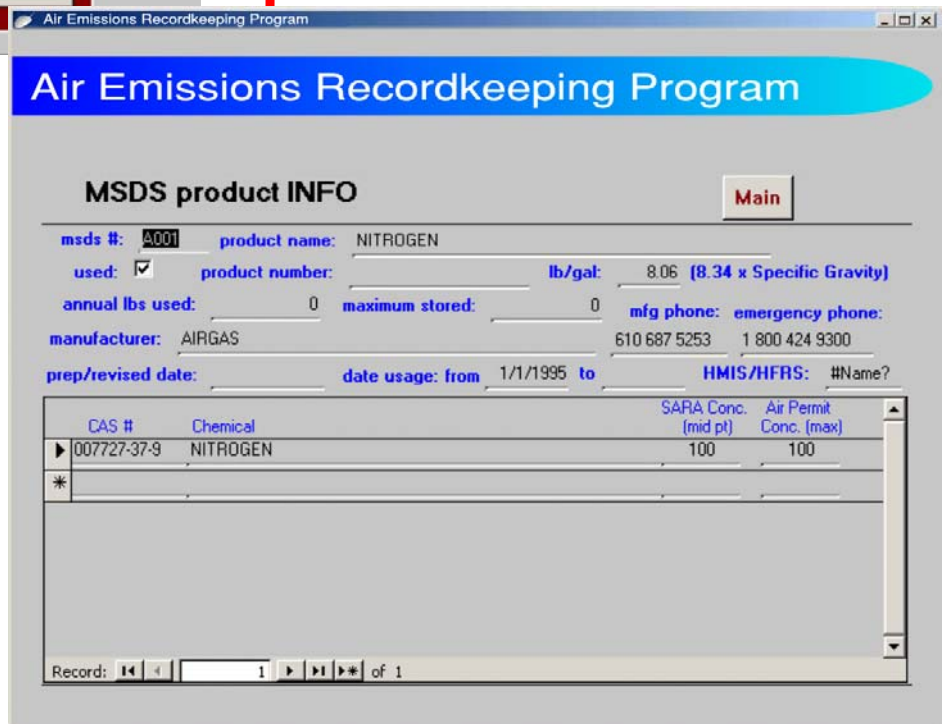 Air Emissions Recordkeeping Program
Air Emissions Recordkeeping Program
MSDS product INFO
Main
msds #: A001 product name: NITROGEN
used: product number: lb/gal: 8.06 (8.34 x Specific Gravity)
annual lbs used: 0 maximum stored: 0 mfg phone: emergency phone:
manufacturer: AIRGAS 610 687 5253 1 800 424 9300
prep/revised date: date usage: from 1/1/1995 to HMIS/HFRS: #Name?
SARA Conc. Air Permit
CAS # Chemical (mid pt) Conc. (max)
007727-37-9 NITROGEN 100 100
Record: 1 of 1